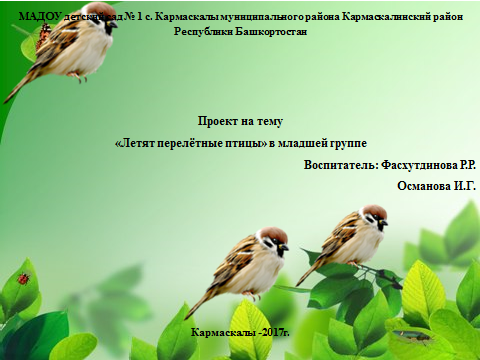 МАДОУ детский сад № 1 с. Кармаскалы муниципального района Кармаскалинский район
Республики Башкортостан
Проект на тему
«Летят перелётные птицы» в младшей группе
Воспитатель: Фасхутдинова Р.Р.
Османова И.Г.
Кармаскалы -2017г.